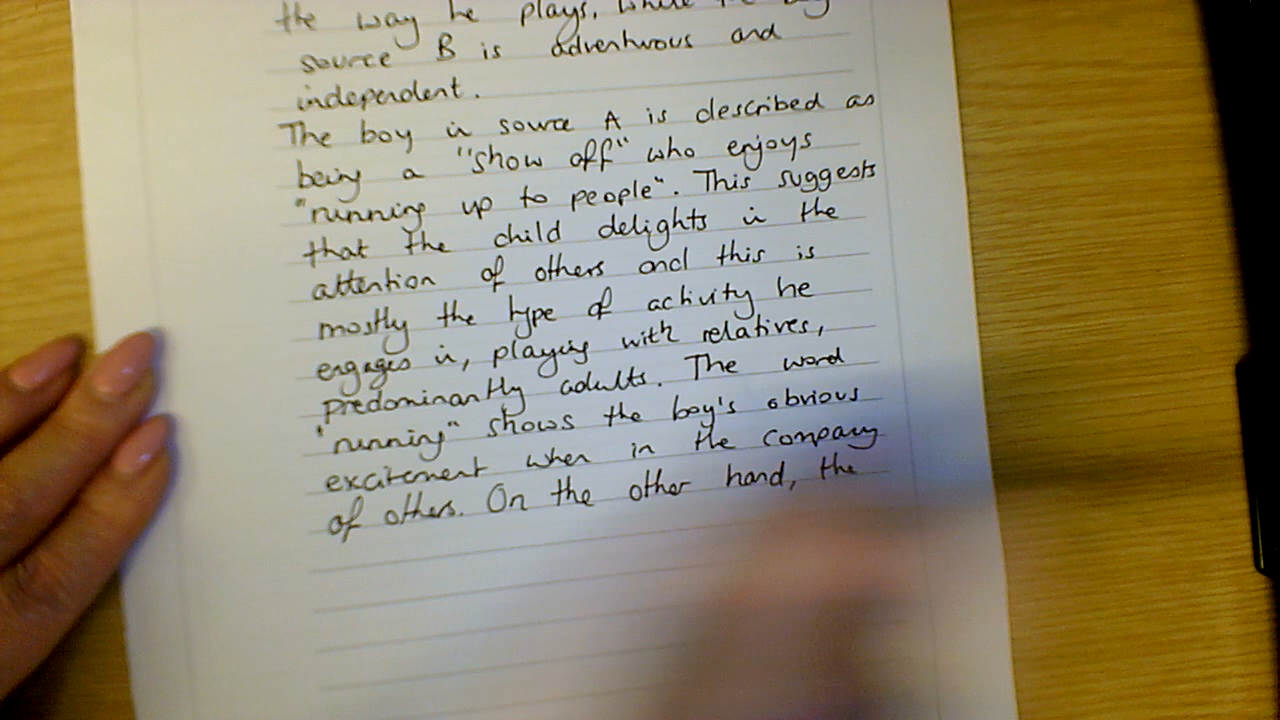 the way he plays, while the boy
source B is adventurous and
independent.
The boy in source A is described as
being a "show off" who enjoys
"running up to people". This suggests
that the child delights in the
attention of others and this is
mostly the type of activity he
engages in, playing with relatives,
predominantly adults. The word
"running" shows the boy's obvious
excitement when in the company
of others. On the other hand, the